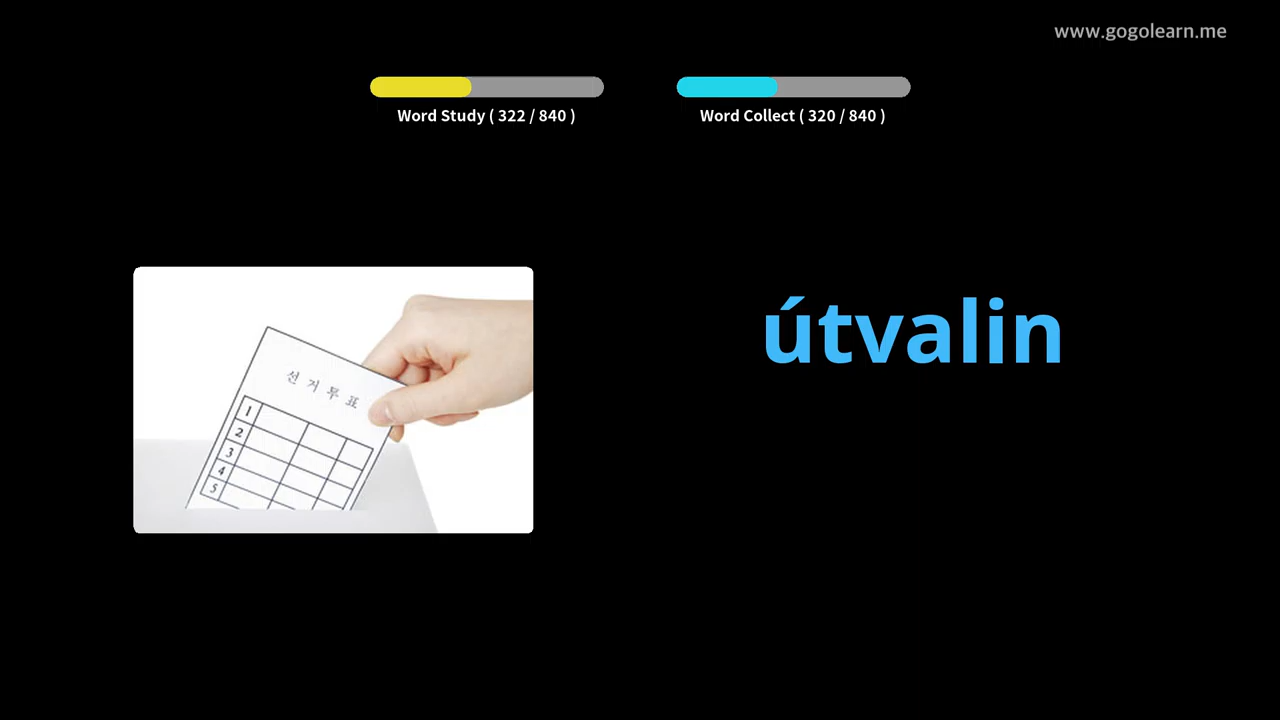 www.gogolearn.me
Word Study ( 322 / 840 )
Word Collect ( 320 / 840 )
útvalin
선거투표
1
2
3
4
5